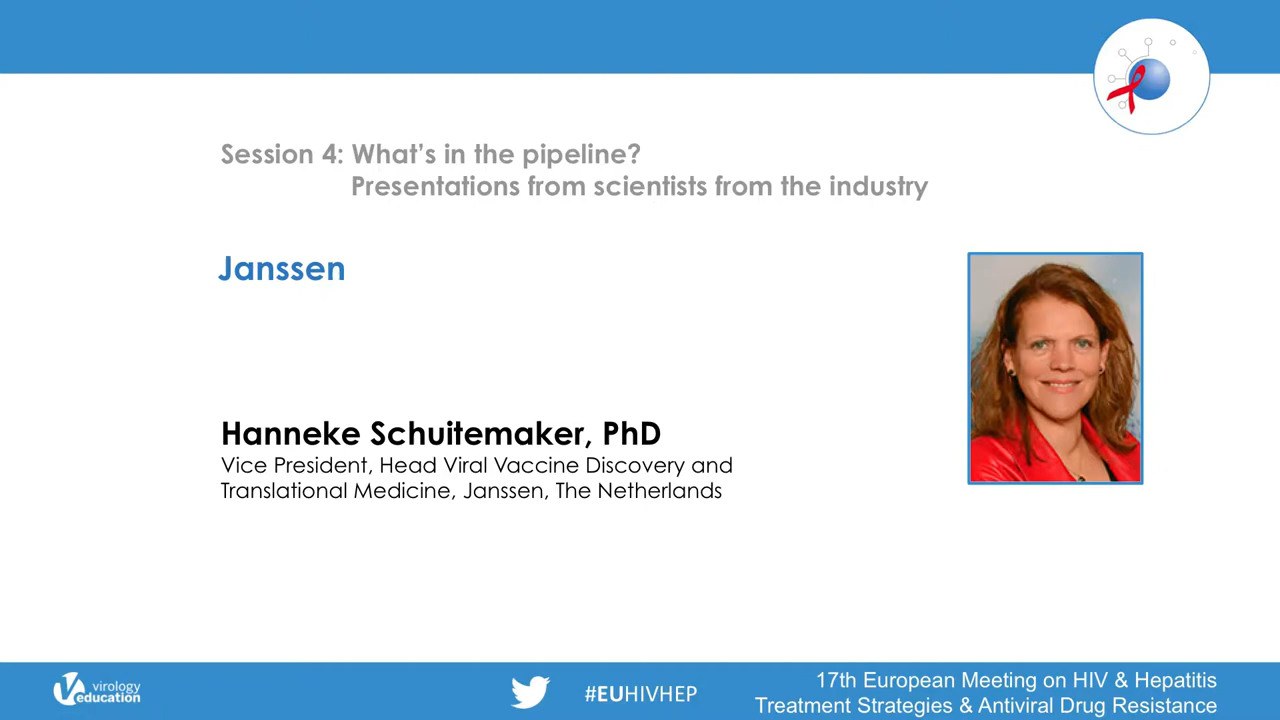 Session 4: What's in the pipeline?
Presentations from scientists from the industry
Janssen
Hanneke Schuitemaker, PhD
Vice President, Head Viral Vaccine Discovery and
Translational Medicine, Janssen, The Netherlands
virology
education
#EUHIVHEP
17th European Meeting on HIV & Hepatitis
Treatment Strategies & Antiviral Drug Resistance